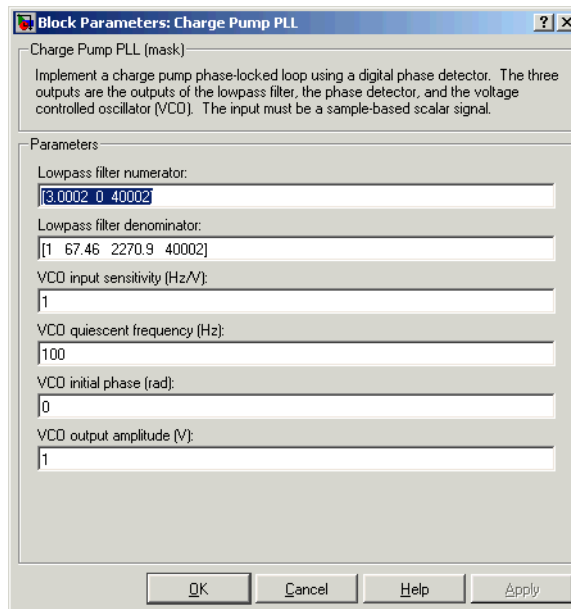 Block Parameters: Charge Pump PLL
Charge Pump PLL (mask)
Implement a charge pump phase-locked loop using a digital phase detector. The three
outputs are the outputs of the lowpass filter, the phase detector, and the voltage
controlled oscillator (VCO). The input must be a sample-based scalar signal.
Parameters
Lowpass filter numerator:
[3.0002 0 40002]
Lowpass filter denominator:
[1 67.46 2270.9 40002]
VCO input sensitivity (Hz/V):
1
VCO quiescent frequency (Hz):
100
VCO initial phase (rad):
0
VCO output amplitude (V):
1
OK Cancel Help Apply